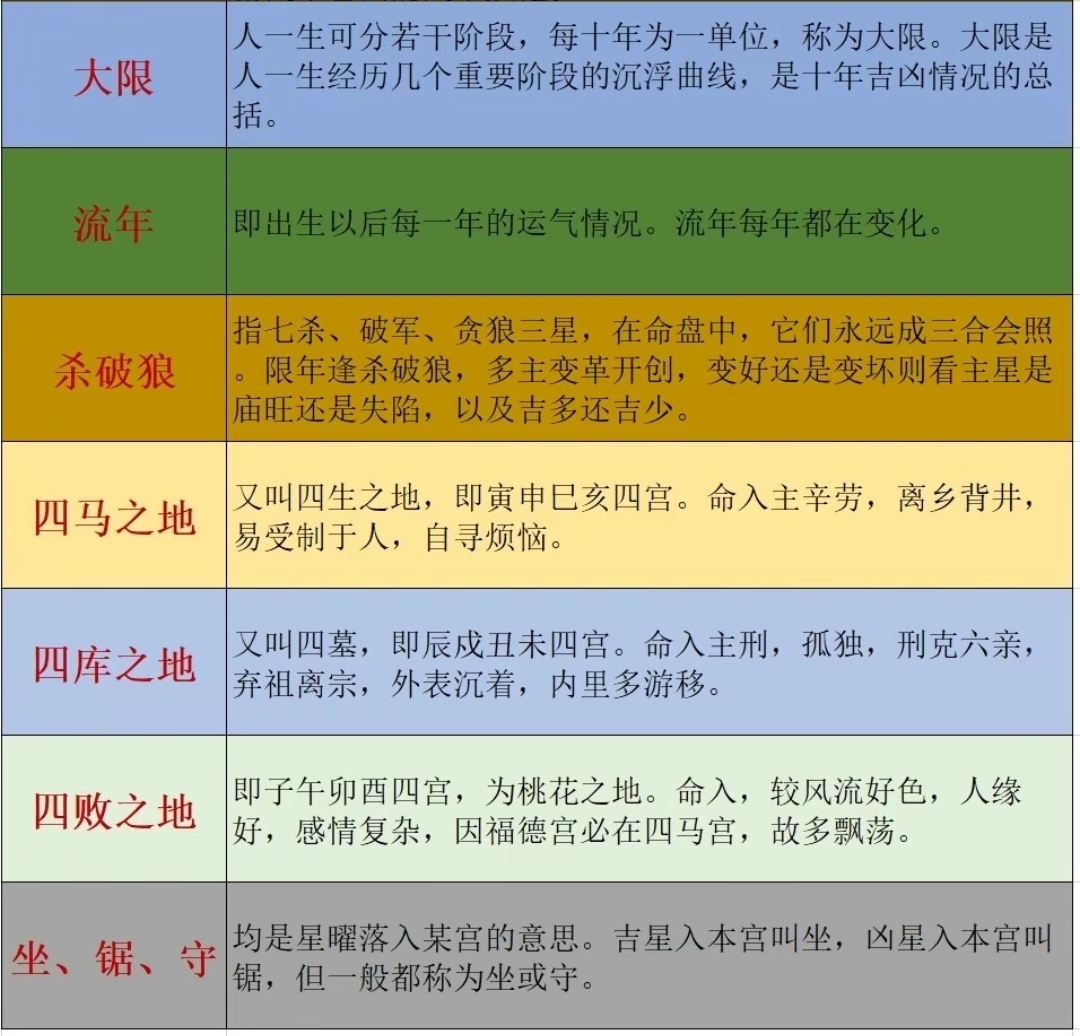 大限
人一生可分若干阶段，每十年为一单位，称为大限。大限是
人一生经历几个重要阶段的沉浮曲线，是十年吉凶情况的总
括。
流年
即出生以后每一年的运气情况。流年每年都在变化。
杀破狼
指七杀、破军、贪狼三星，在命盘中，它们永远成三合会照
。限年逢杀破狼，多主变革开创，变好还是变坏则看主星是
庙旺还是失陷，以及吉多还吉少。
四马之地
又叫四生之地，即寅申巳亥四宫。命入主辛劳，离乡背井，
易受制于人，自寻烦恼。
四库之地
又叫四墓，即辰戍丑未四宫。命入主刑，孤独，刑克六亲，
弃祖离宗，外表沉着，内里多游移。
四败之地
即子午卯酉四宫，为桃花之地。命入，较风流好色，人缘
好，感情复杂，因福德宫必在四马宫，故多飘荡。
坐、锯、守
均是星曜落入某宫的意思。吉星入本宫叫坐，凶星入本宫叫
锯，但一般都称为坐或守。